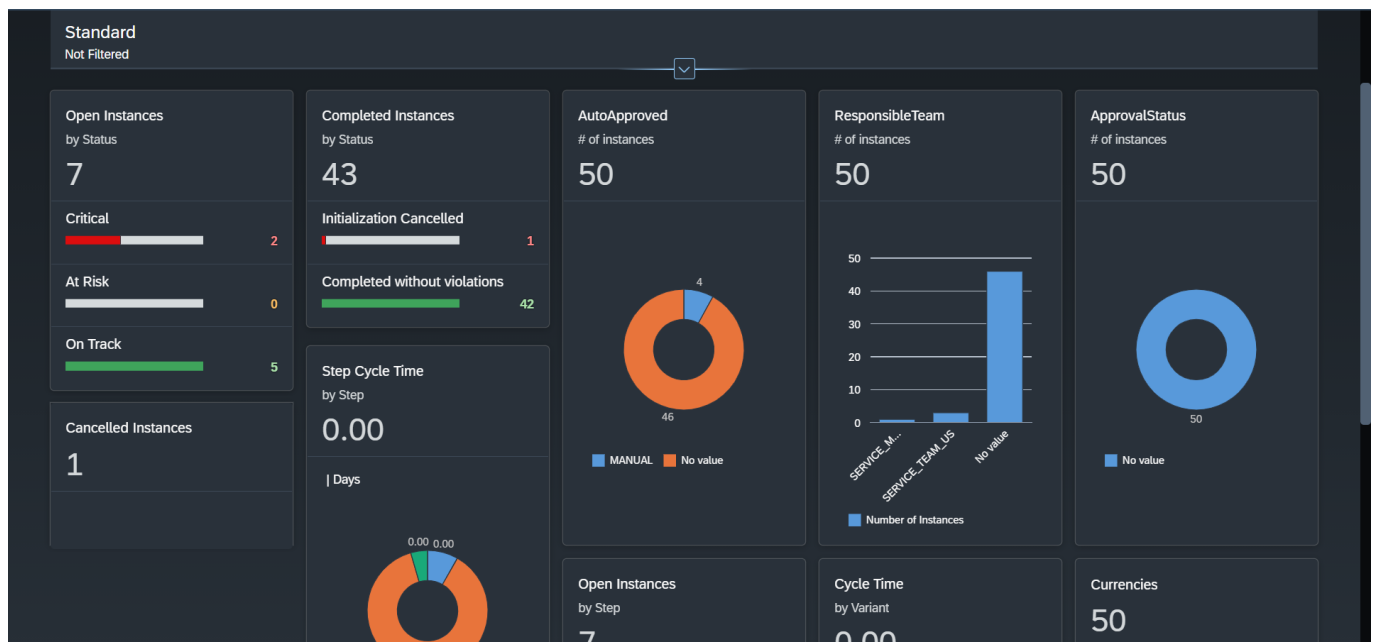 Standard
Not Filtered
Open Instances
by Status
7
Critical
2
At Risk
0
On Track
5
Cancelled Instances
1
Completed Instances
by Status
43
Initialization Cancelled
1
Completed without violations
42
Step Cycle Time
by Step
0.00
| Days
0.00 0.00
AutoApproved
# of instances
50
4
46
MANUAL No value
ResponsibleTeam
# of instances
50
50
40
30
20
10
0
SERVICE_M...
SERVICE_TEAM_US
No value
Number of Instances
ApprovalStatus
# of instances
50
50
No value
Open Instances
by Step
7
Cycle Time
by Variant
0.00
Currencies
50